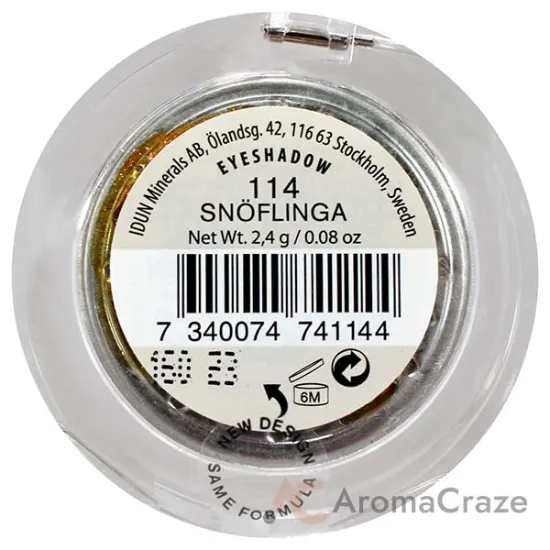 IDUN Minerals AB, Ölandsg. 42, 116 63 Stockholm, Sweden
EYESHADOW
114
SNÖFLINGA
Net Wt. 2,4 g / 0.08 oz
7 340074 741144
6M
NEW DESIGN
SAME FORMULA
AromaCraze